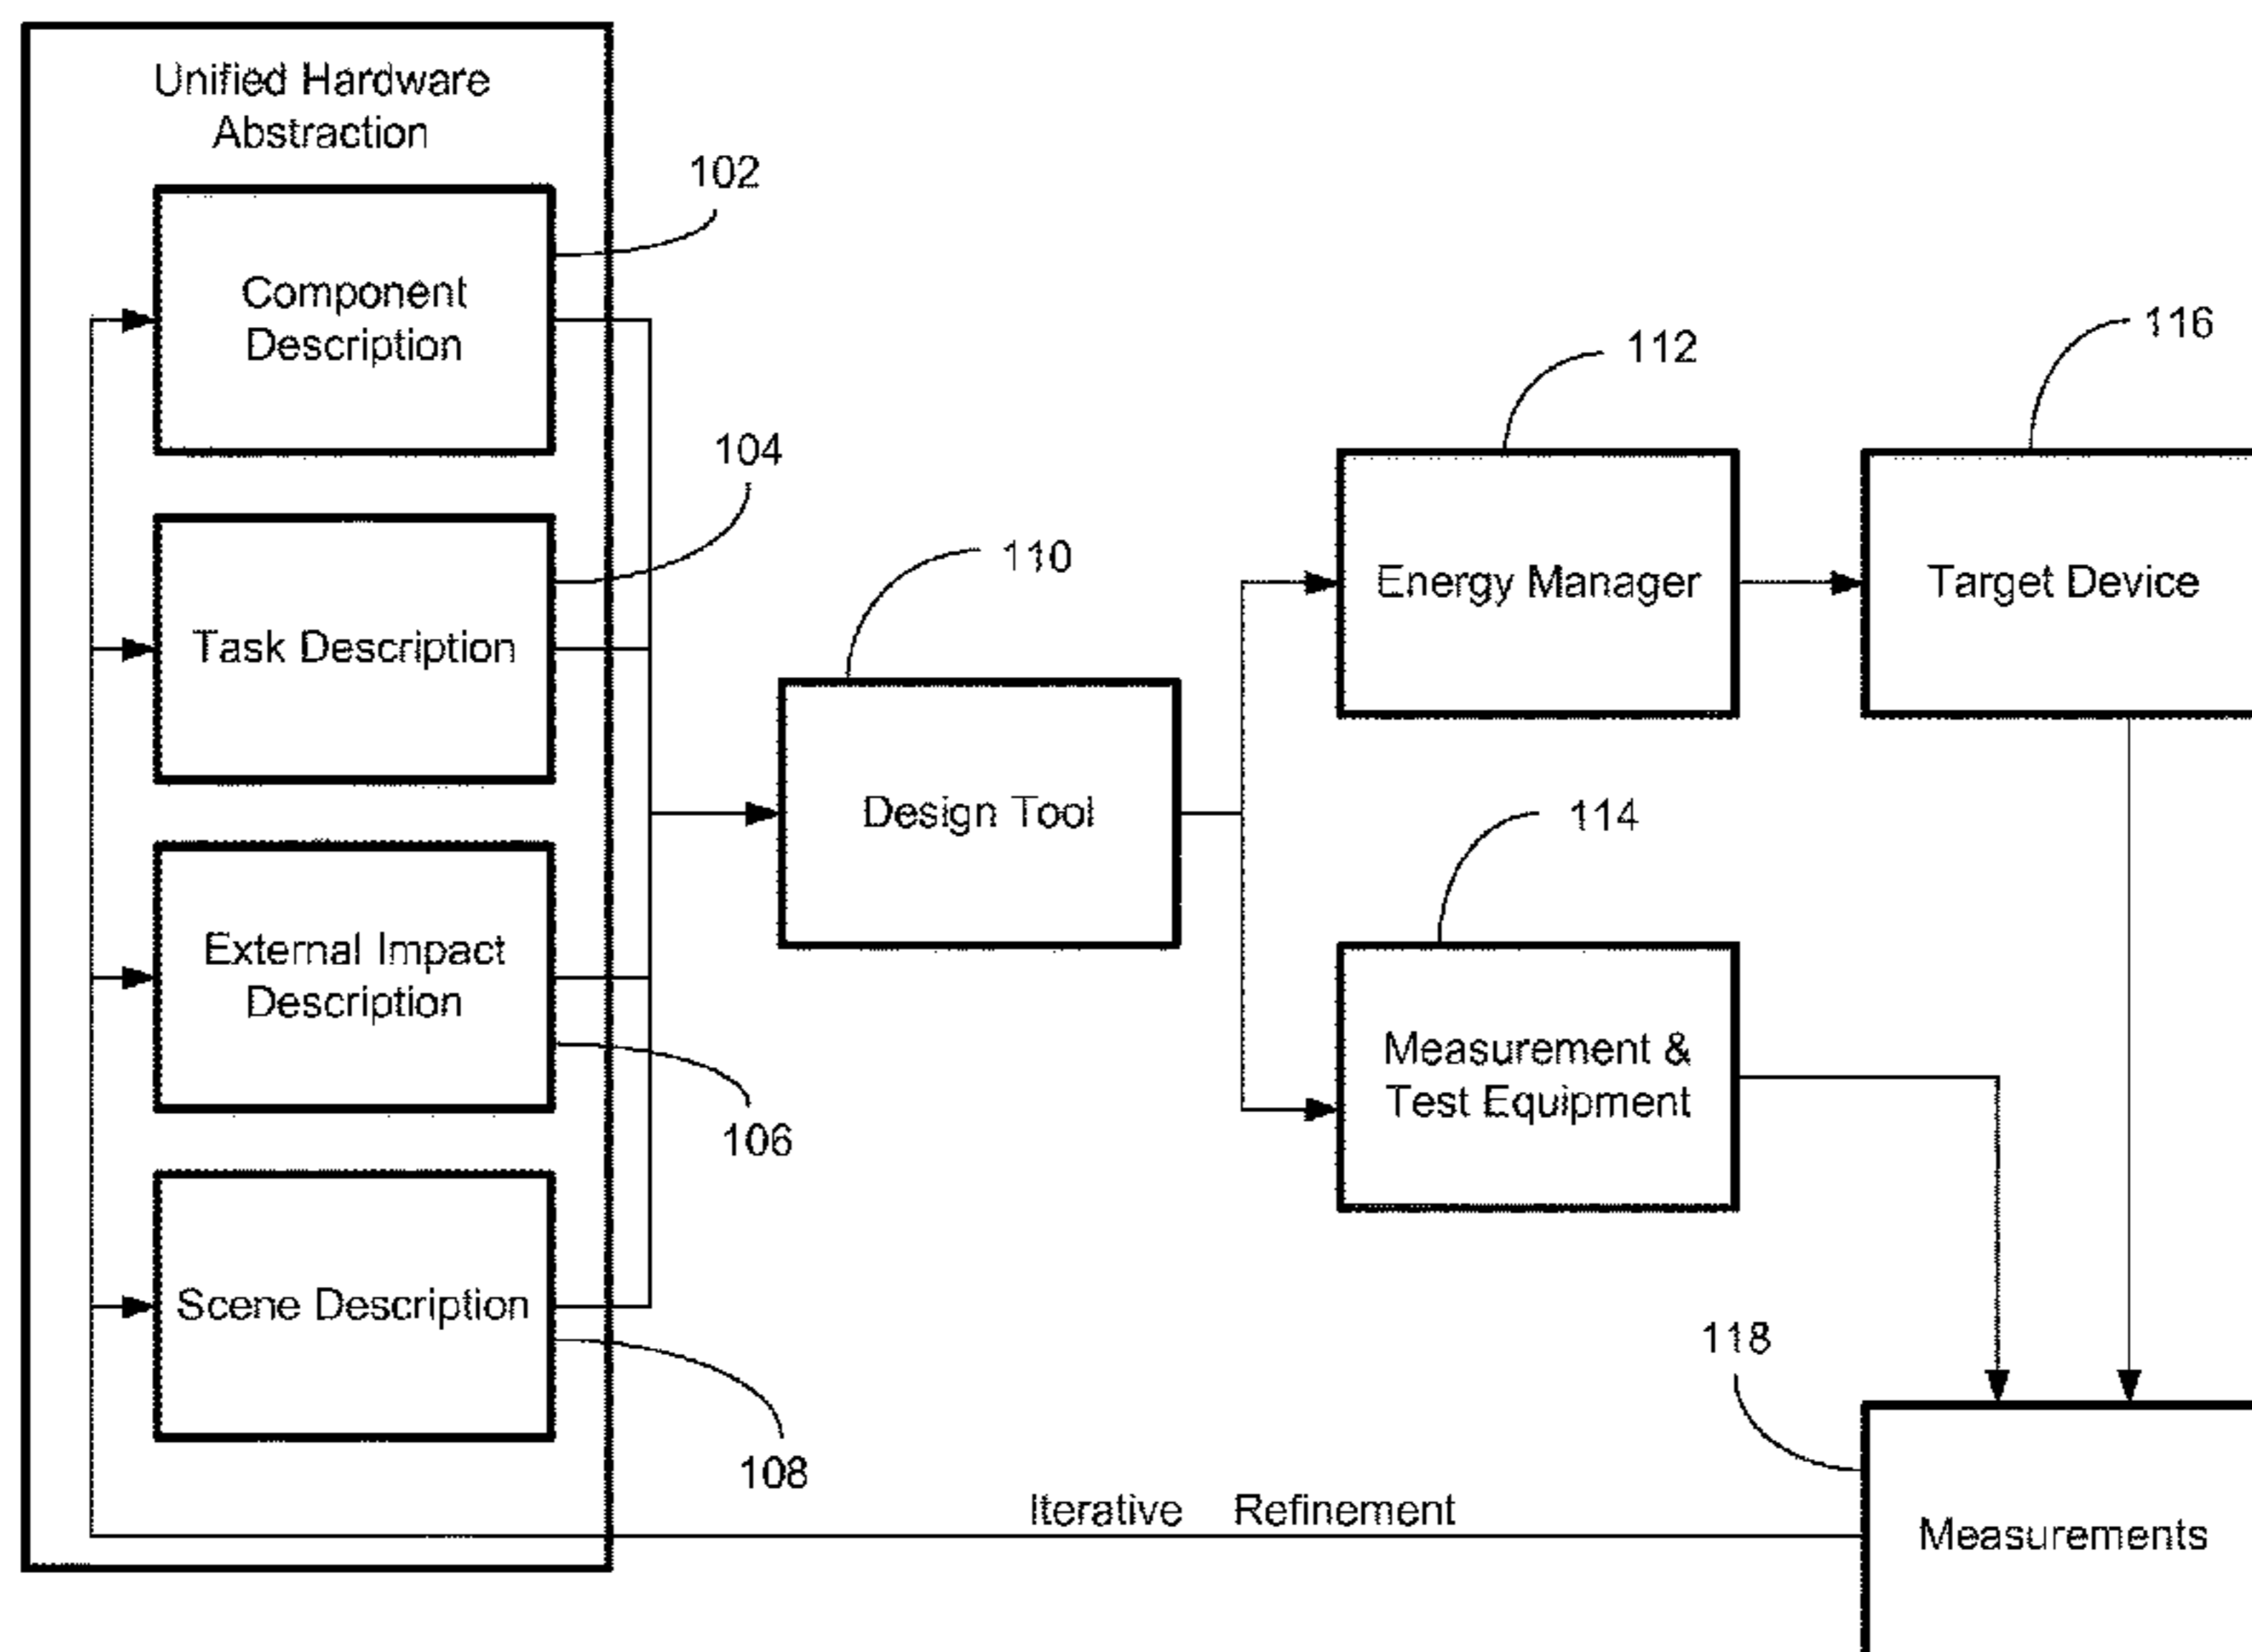 Unified Hardware
Abstraction
102
Component
Description
104
Task Description
External Impact
Description
106
Scene Description
108
110
Design Tool
112
Energy Manager
116
Target Device
114
Measurement &
Test Equipment
118
Measurements
Iterative Refinement